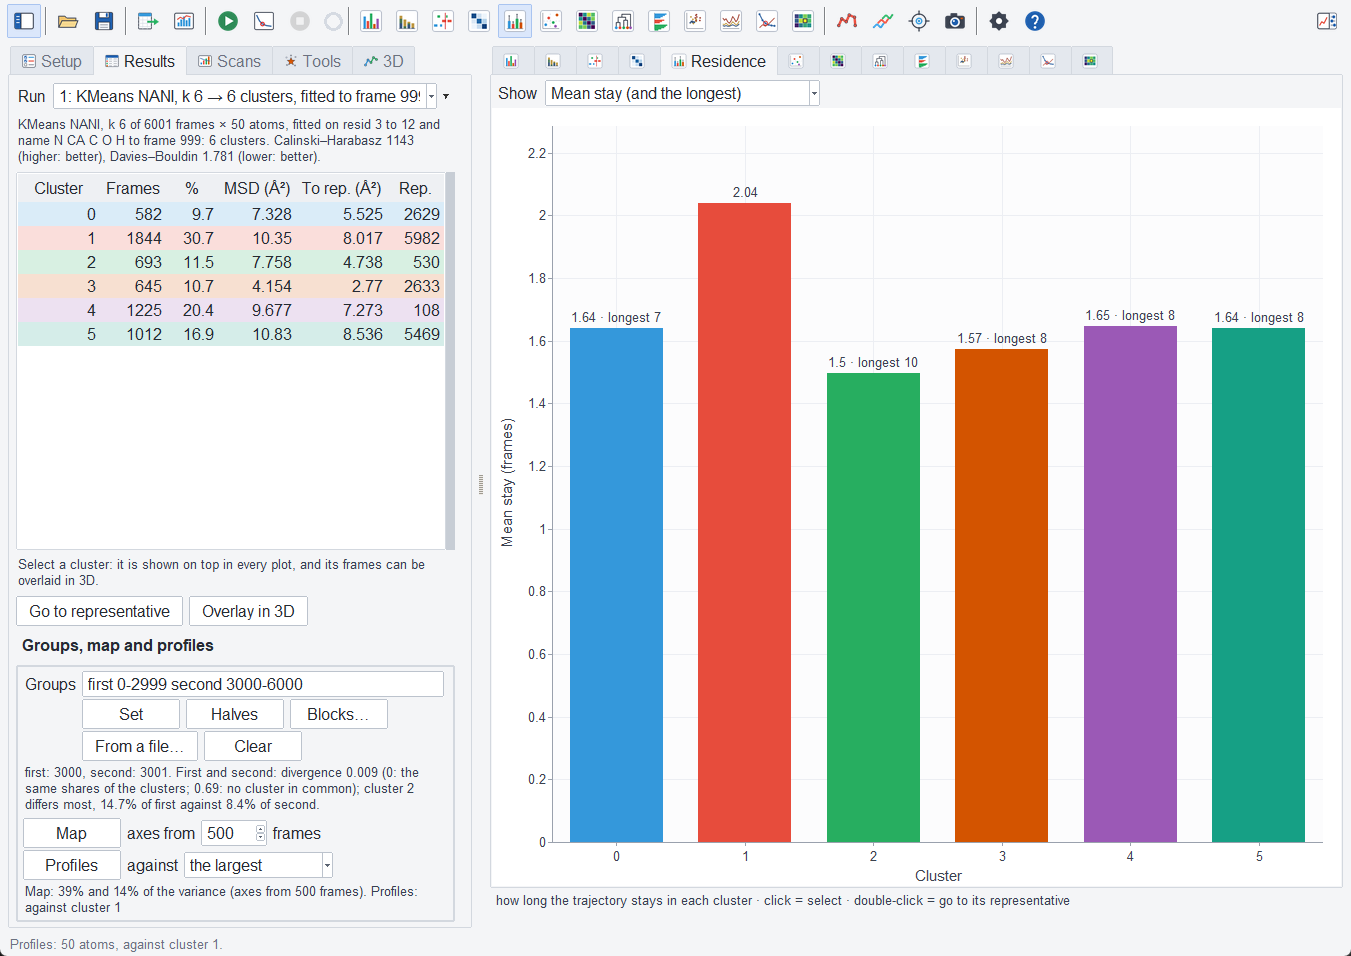 Setup
Results
Scans
Tools
3D
Residence
Run
1: KMeans NANI, k 6 → 6 clusters, fitted to frame 999
Show
Mean stay (and the longest)
KMeans NANI, k 6 of 6001 frames × 50 atoms, fitted on resid 3 to 12 and
name N CA C O H to frame 999: 6 clusters. Calinski–Harabasz 1143
(higher: better), Davies–Bouldin 1.781 (lower: better).
Cluster Frames % MSD (Å²) To rep. (Å²) Rep.
0 582 9.7 7.328 5.525 2629
1 1844 30.7 10.35 8.017 5982
2 693 11.5 7.758 4.738 530
3 645 10.7 4.154 2.77 2633
4 1225 20.4 9.677 7.273 108
5 1012 16.9 10.83 8.536 5469
Select a cluster: it is shown on top in every plot, and its frames can be
overlaid in 3D.
Go to representative
Overlay in 3D
Groups, map and profiles
Groups
first 0-2999 second 3000-6000
Set
Halves
Blocks...
From a file...
Clear
first: 3000, second: 3001. First and second: divergence 0.009 (0: the
same shares of the clusters; 0.69: no cluster in common); cluster 2
differs most, 14.7% of first against 8.4% of second.
Map
axes from
500
frames
Profiles
against
the largest
Map: 39% and 14% of the variance (axes from 500 frames). Profiles:
against cluster 1
Profiles: 50 atoms, against cluster 1.
Mean stay (frames)
2.2
2
1.8
1.6
1.4
1.2
1
0.8
0.6
0.4
0.2
0
1.64 · longest 7
2.04
1.5 · longest 10
1.57 · longest 8
1.65 · longest 8
1.64 · longest 8
0 1 2 3 4 5
Cluster
how long the trajectory stays in each cluster · click = select · double-click = go to its representative